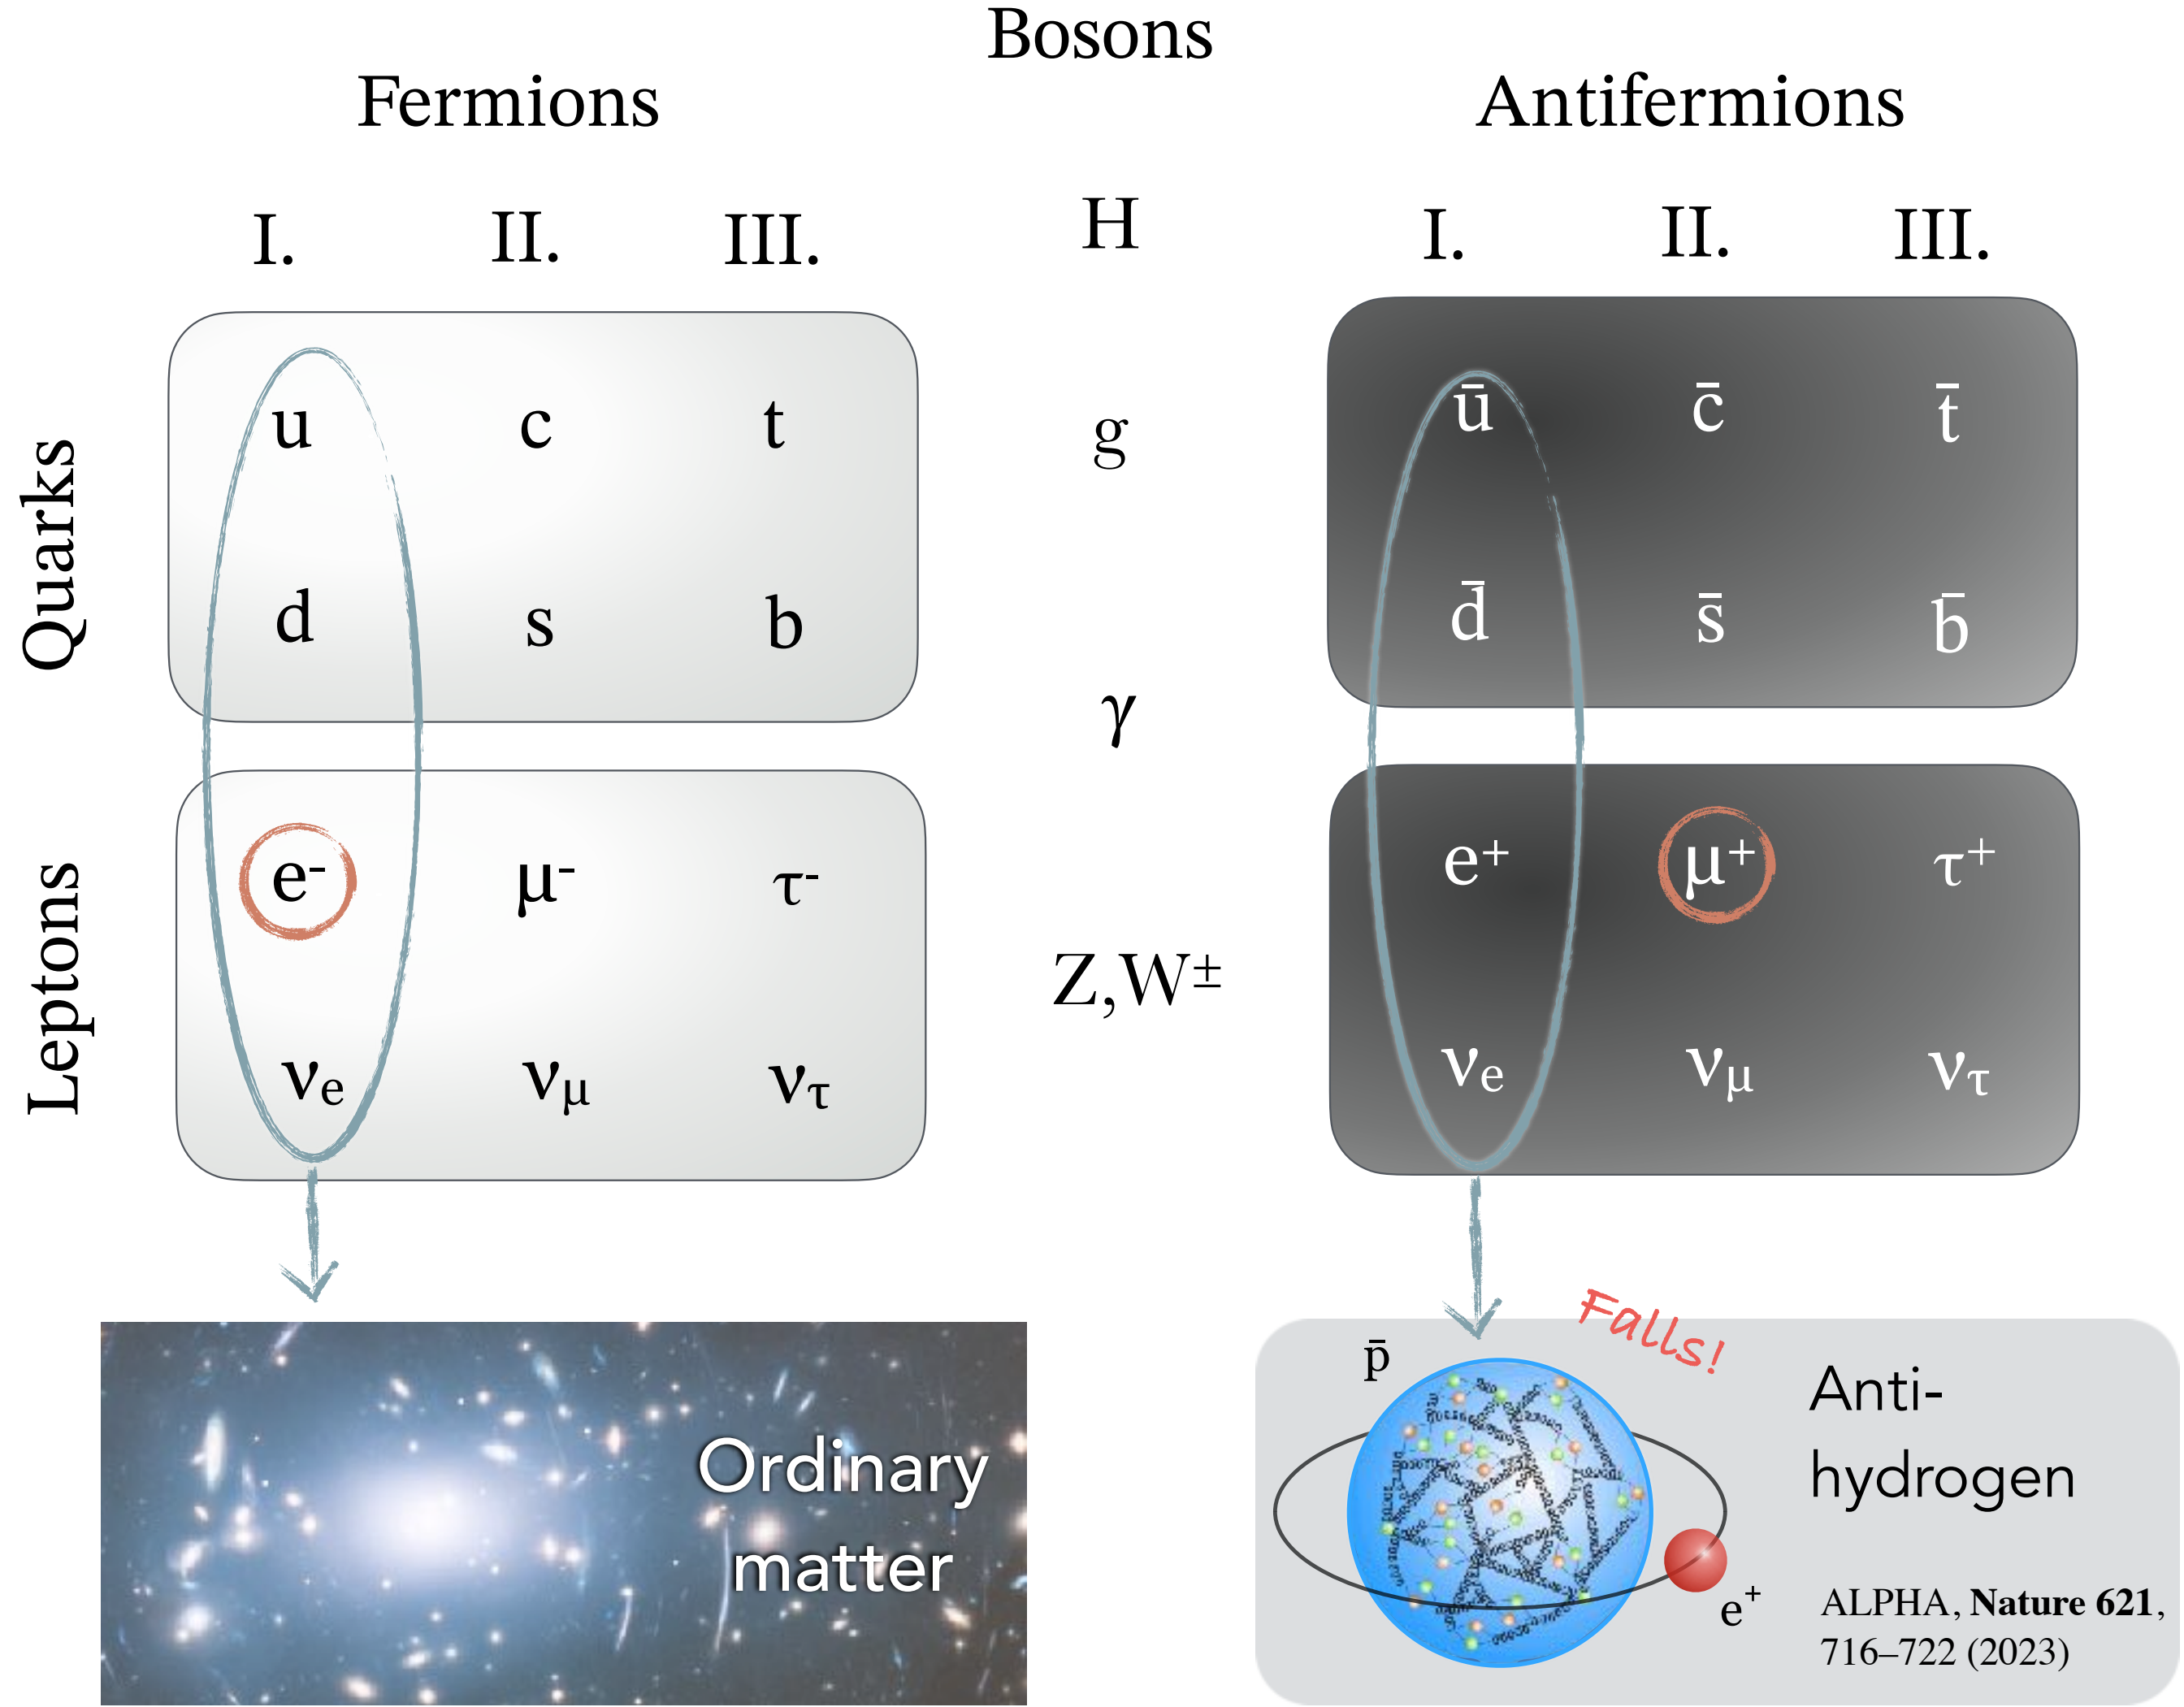 Bosons
Fermions
Antifermions
I. II. III.
H
I. II. III.
Quarks
u c t
g
ū c̄ t̄
d s b
d̄ s̄ b̄
γ
Leptons
e- μ- τ-
e+ μ+ τ+
Z,W±
νe νμ ντ
νe νμ ντ
Ordinary
matter
Falls!
p̄
Anti-
hydrogen
e+
ALPHA, Nature 621,
716–722 (2023)